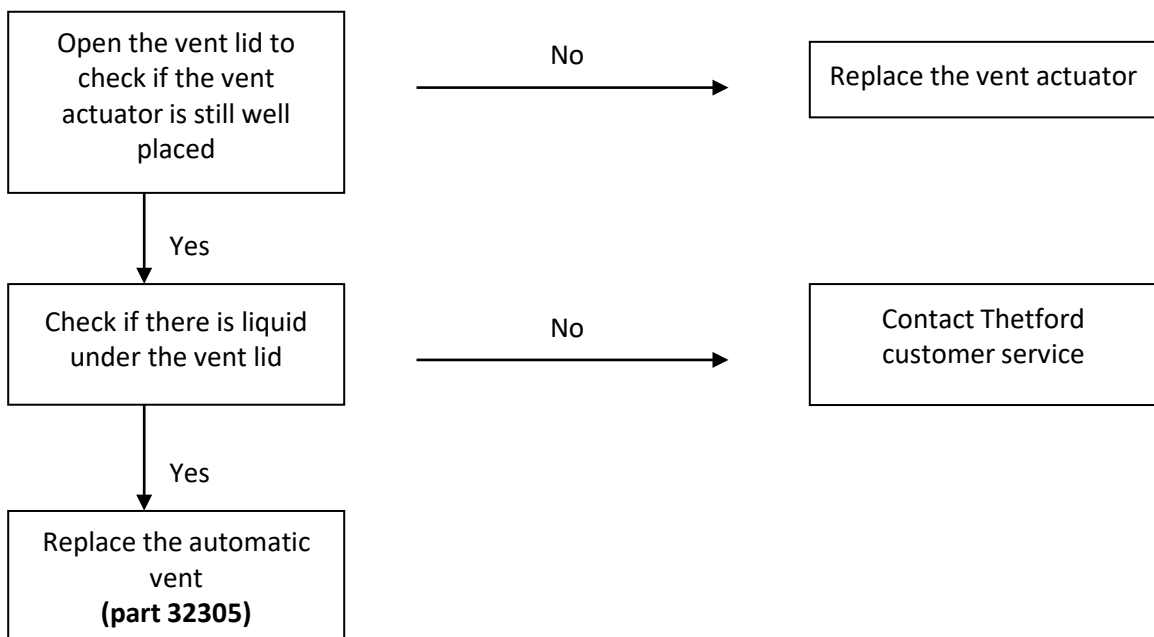 Open the vent lid to
check if the vent
actuator is still well
placed
No
Replace the vent actuator
Yes
Check if there is liquid
under the vent lid
No
Contact Thetford
customer service
Yes
Replace the automatic
vent
(part 32305)